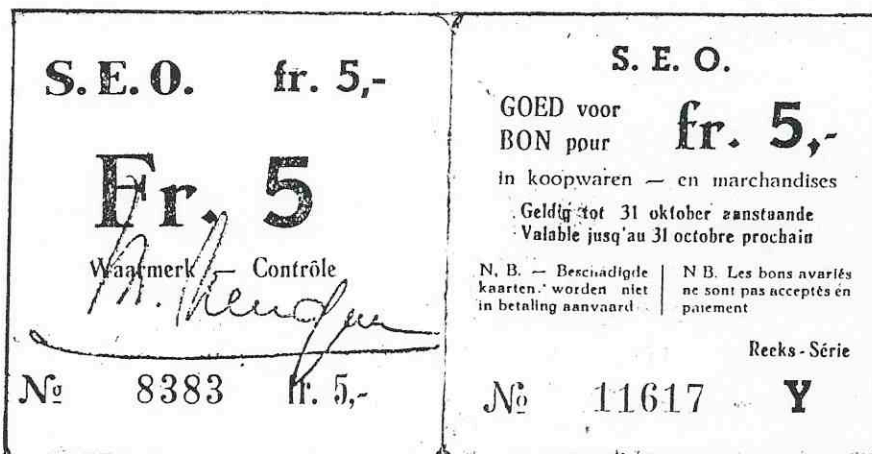 S. E. O. fr. 5,-
Fr. 5
Waarmerk — Contrôle
№ 8383 fr. 5,-
S. E. O.
GOED voor
BON pour
fr. 5,-
in koopwaren — en marchandises
Geldig tot 31 oktober aanstaande
Valable jusq'au 31 octobre prochain
N. B. — Beschadigde
kaarten worden niet
in betaling aanvaard
N B. Les bons avariés
ne sont pas acceptés en
paiement
Reeks - Série
№ 11617 Y